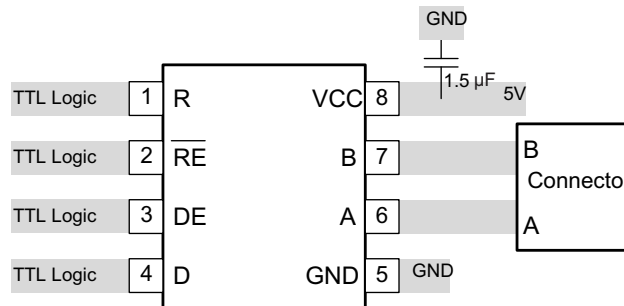 GND
1.5 µF
TTL Logic 1 R VCC 8 5V
TTL Logic 2 RE B 7 B
Connecto
TTL Logic 3 DE A 6 A
TTL Logic 4 D GND 5 GND